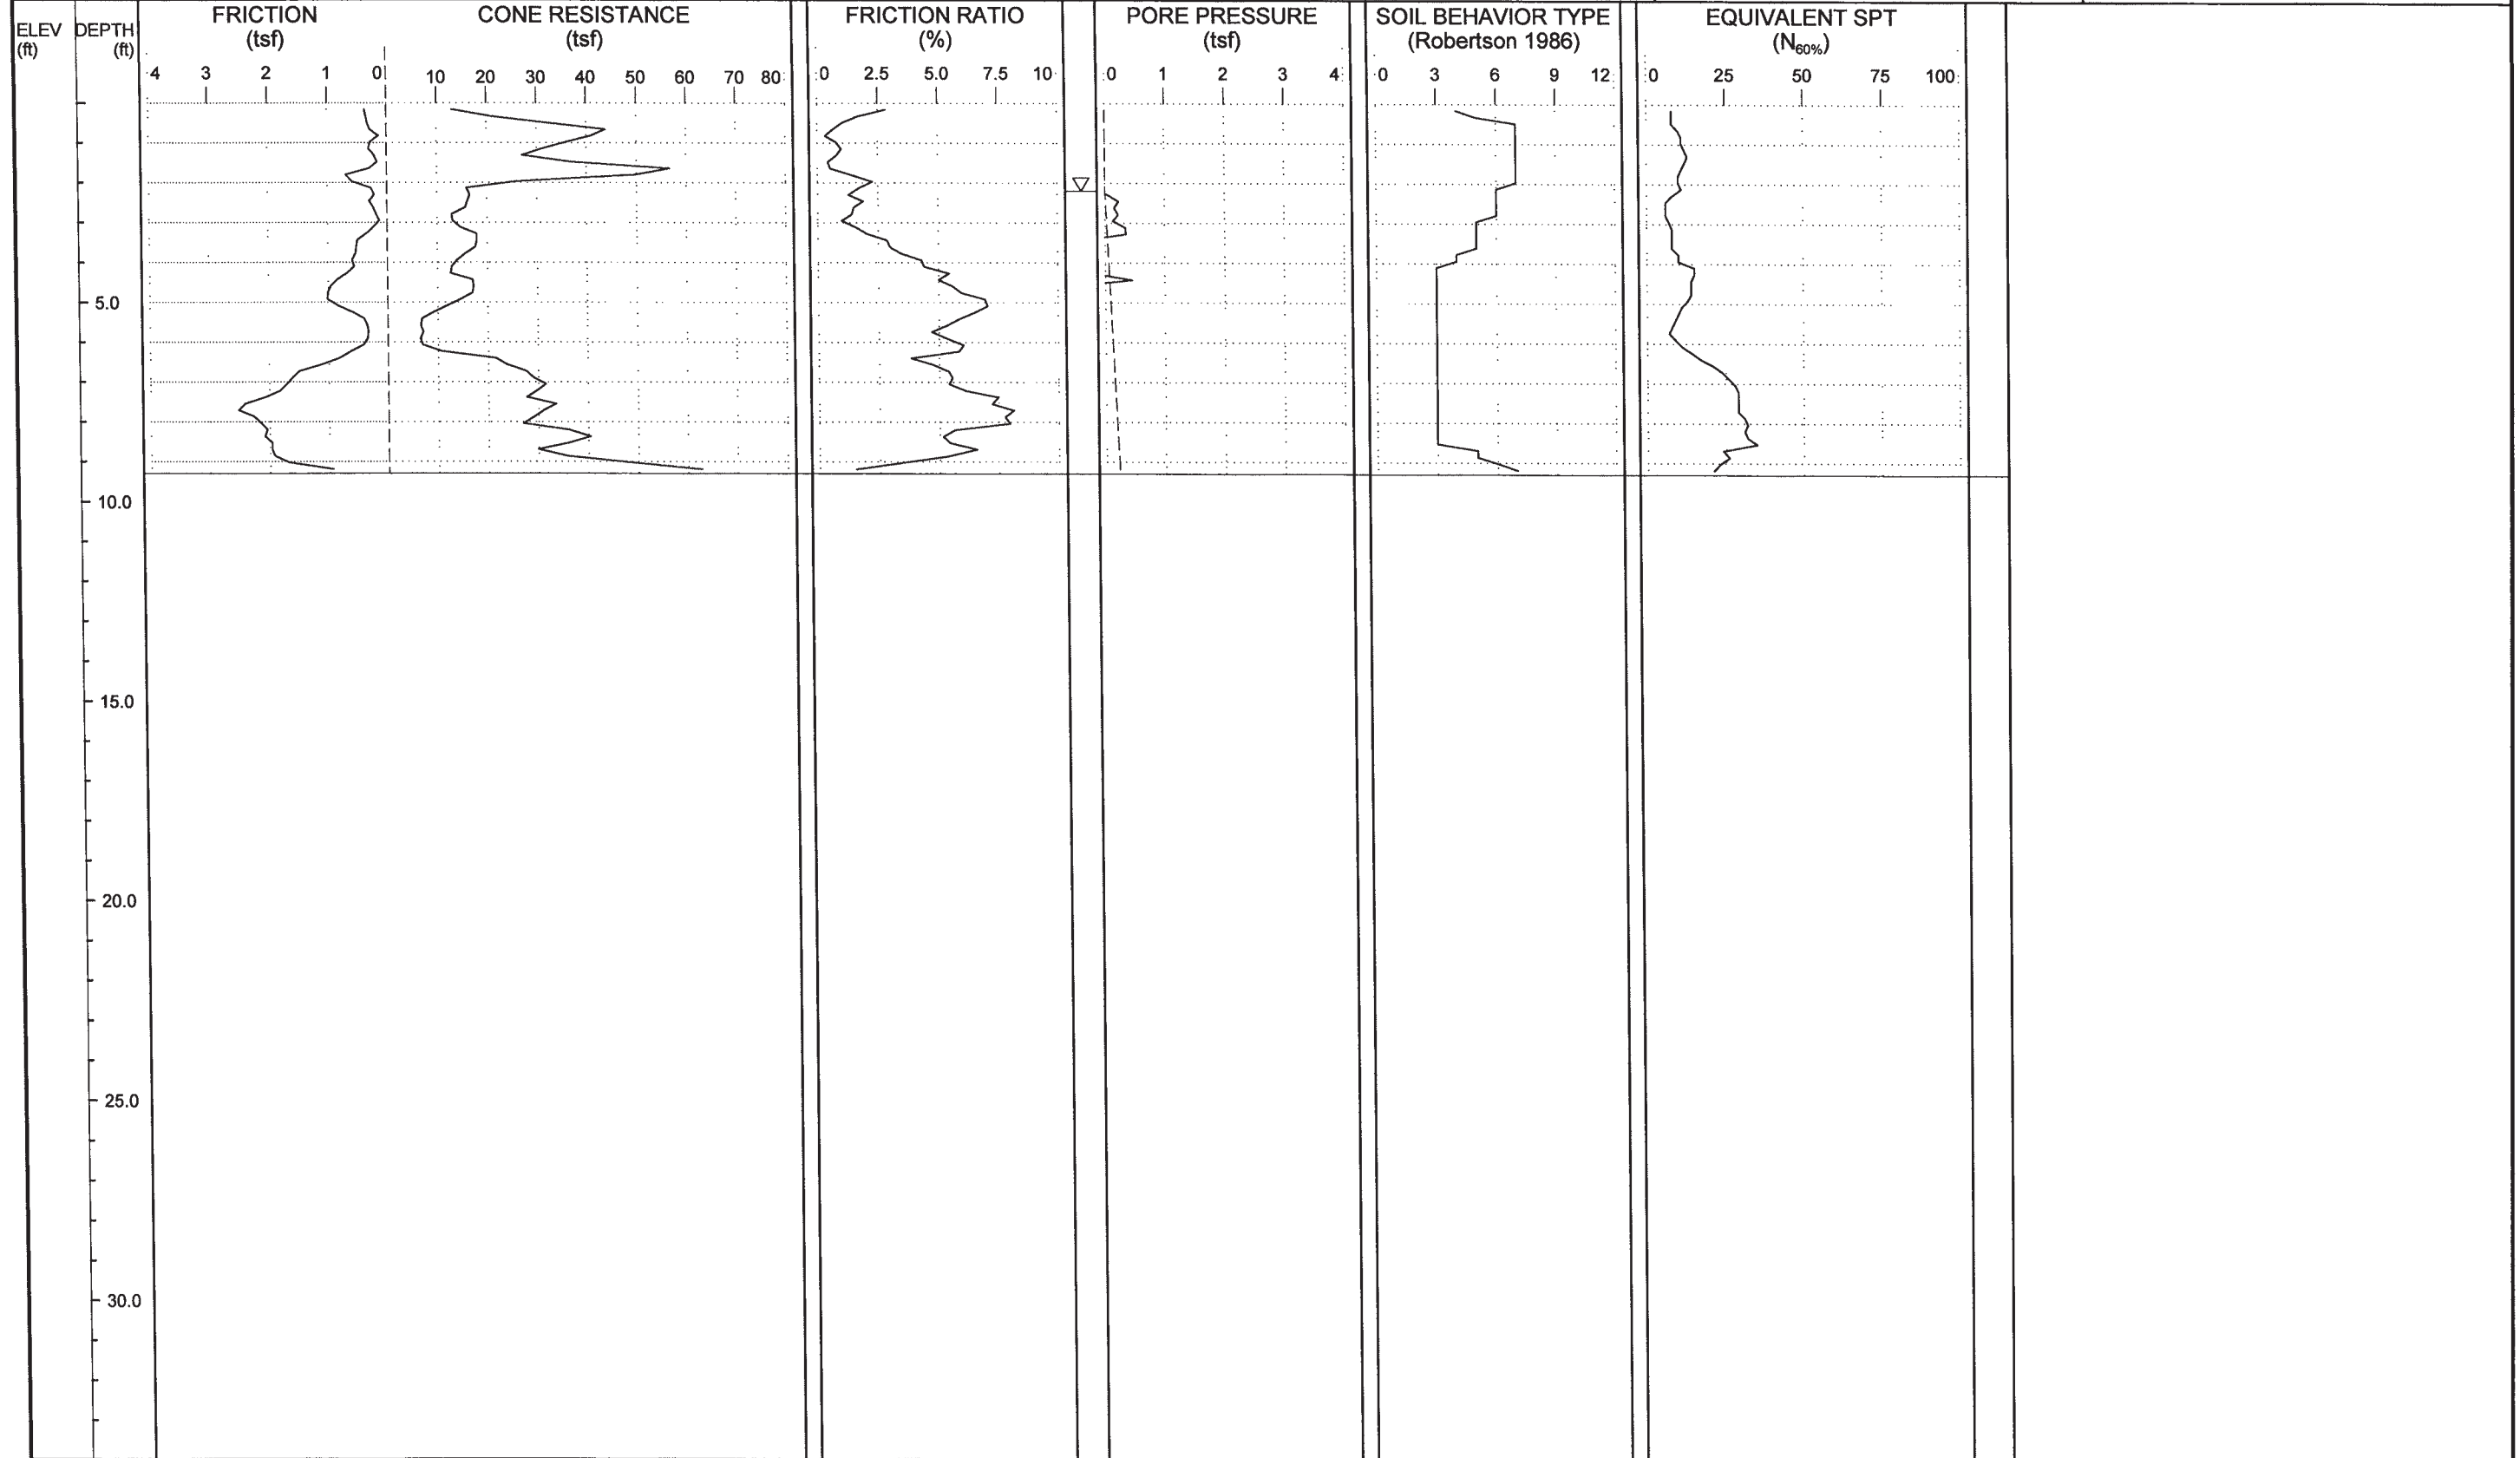 ELEV
(ft)
DEPTH
(ft)
FRICTION
(tsf)
CONE RESISTANCE
(tsf)
FRICTION RATIO
(%)
PORE PRESSURE
(tsf)
SOIL BEHAVIOR TYPE
(Robertson 1986)
EQUIVALENT SPT
(N60%)
4 3 2 1 0 10 20 30 40 50 60 70 80
0 2.5 5.0 7.5 10
0 1 2 3 4
0 3 6 9 12
0 25 50 75 100
5.0
10.0
15.0
20.0
25.0
30.0